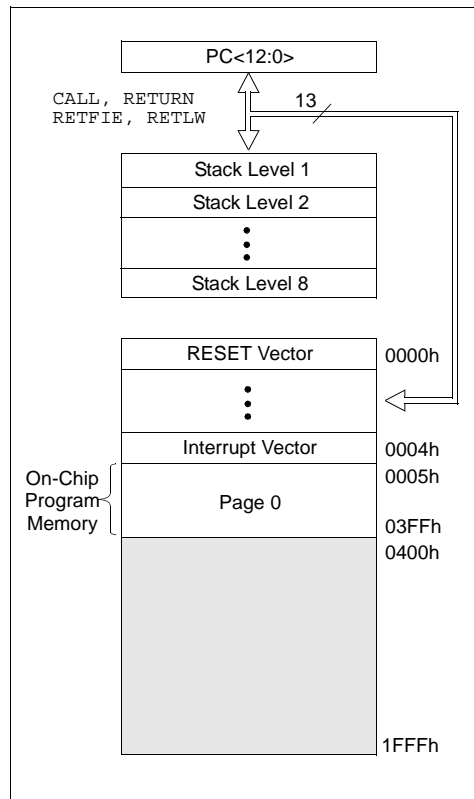 PC<12:0>
CALL, RETURN
RETFIE, RETLW
13
Stack Level 1
Stack Level 2
Stack Level 8
RESET Vector
0000h
Interrupt Vector
0004h
0005h
On-Chip
Program
Memory
Page 0
03FFh
0400h
1FFFh